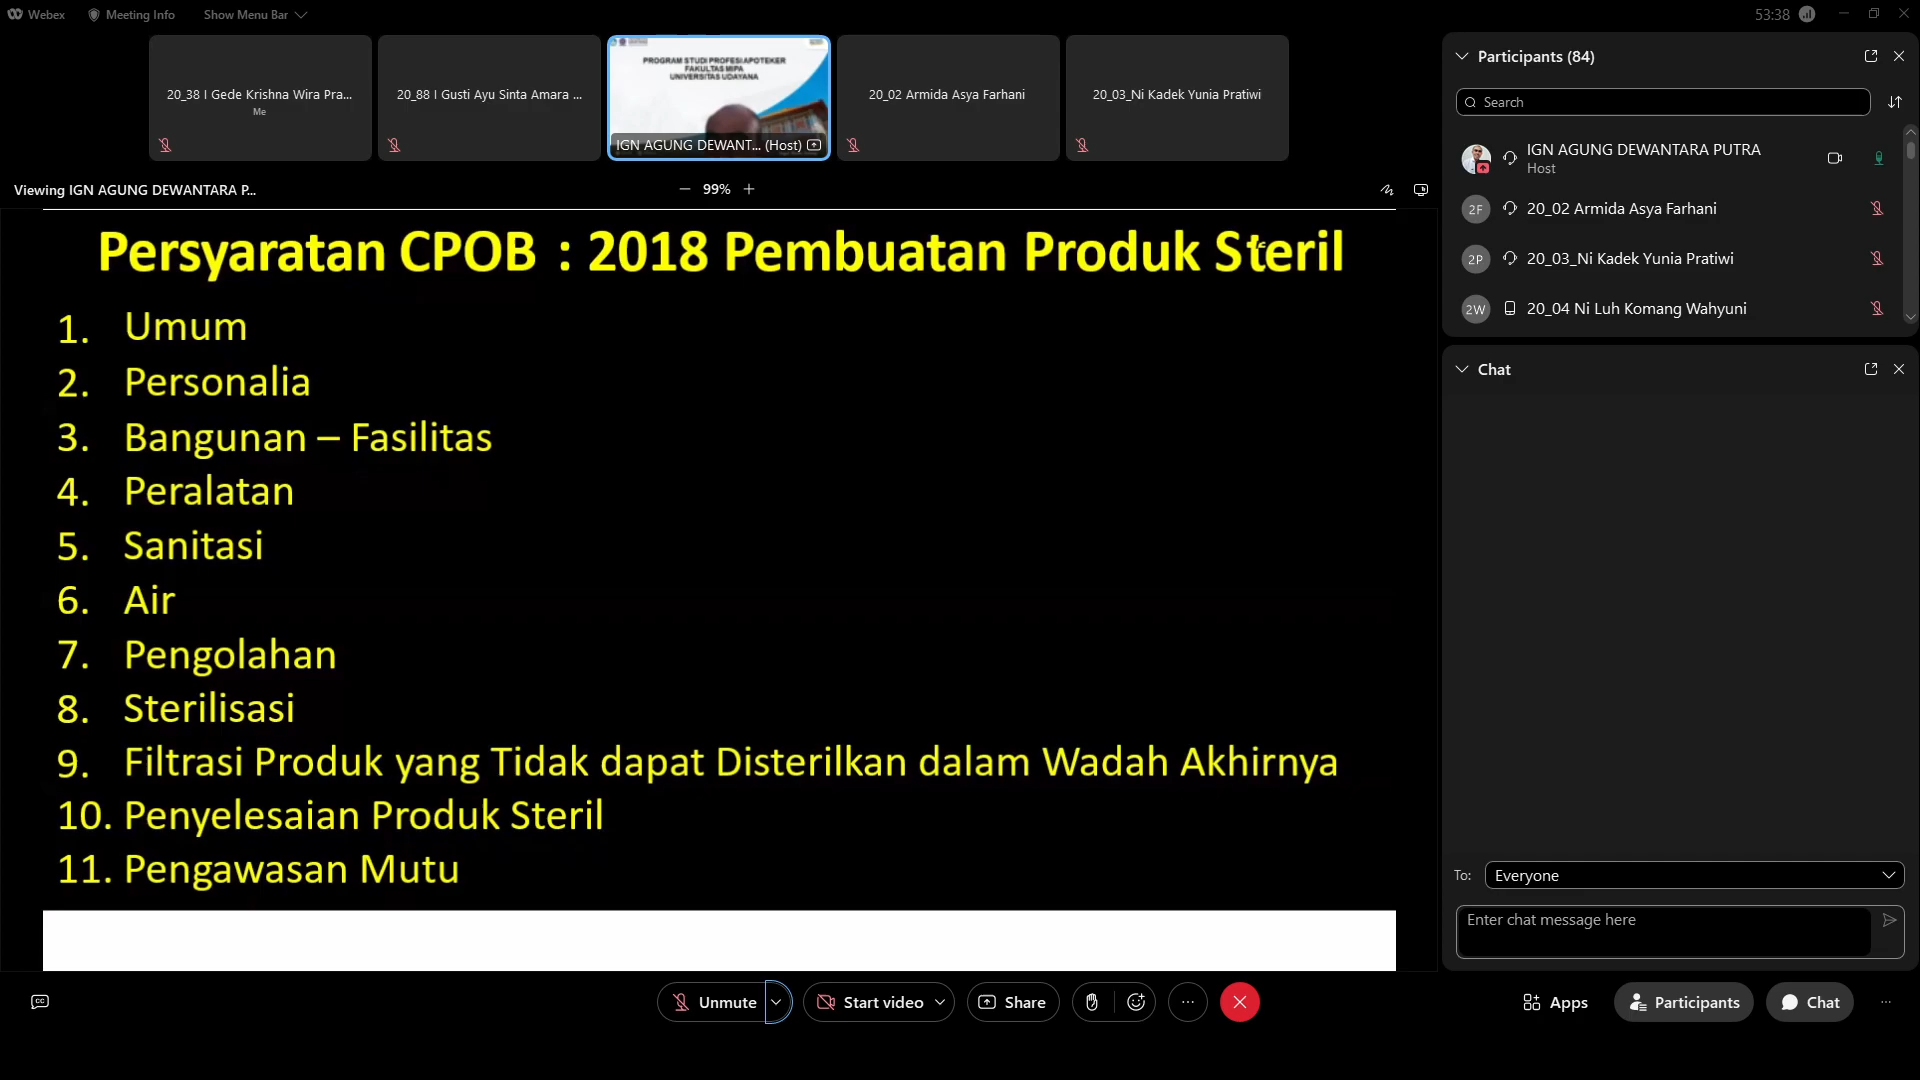 Webex
Meeting Info
Show Menu Bar
53:38
20_38 I Gede Krishna Wira Pra...
Me
20_88 I Gusti Ayu Sinta Amara ...
PROGRAM STUDI PROFESI APOTEKER
FAKULTAS MIPA
UNIVERSITAS UDAYANA
IGN AGUNG DEWANT... (Host)
20_02 Armida Asya Farhani
20_03_Ni Kadek Yunia Pratiwi
Viewing IGN AGUNG DEWANTARA P...
99%
Persyaratan CPOB : 2018 Pembuatan Produk Steril
1. Umum
2. Personalia
3. Bangunan – Fasilitas
4. Peralatan
5. Sanitasi
6. Air
7. Pengolahan
8. Sterilisasi
9. Filtrasi Produk yang Tidak dapat Disterilkan dalam Wadah Akhirnya
10. Penyelesaian Produk Steril
11. Pengawasan Mutu
Participants (84)
Search
IGN AGUNG DEWANTARA PUTRA
Host
2F 20_02 Armida Asya Farhani
2P 20_03_Ni Kadek Yunia Pratiwi
2W 20_04 Ni Luh Komang Wahyuni
Chat
To: Everyone
Enter chat message here
CC
Unmute
Start video
Share
Apps
Participants
Chat